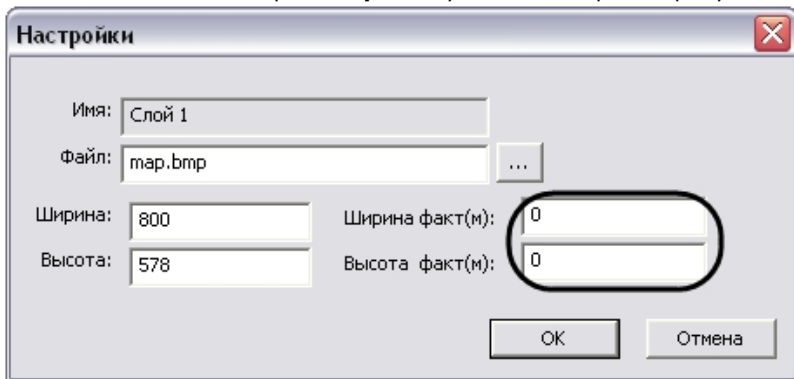 Настройки
Имя: Слой 1
Файл: map.bmp ...
Ширина: 800 Ширина факт(м): 0
Высота: 578 Высота факт(м): 0
OK Отмена